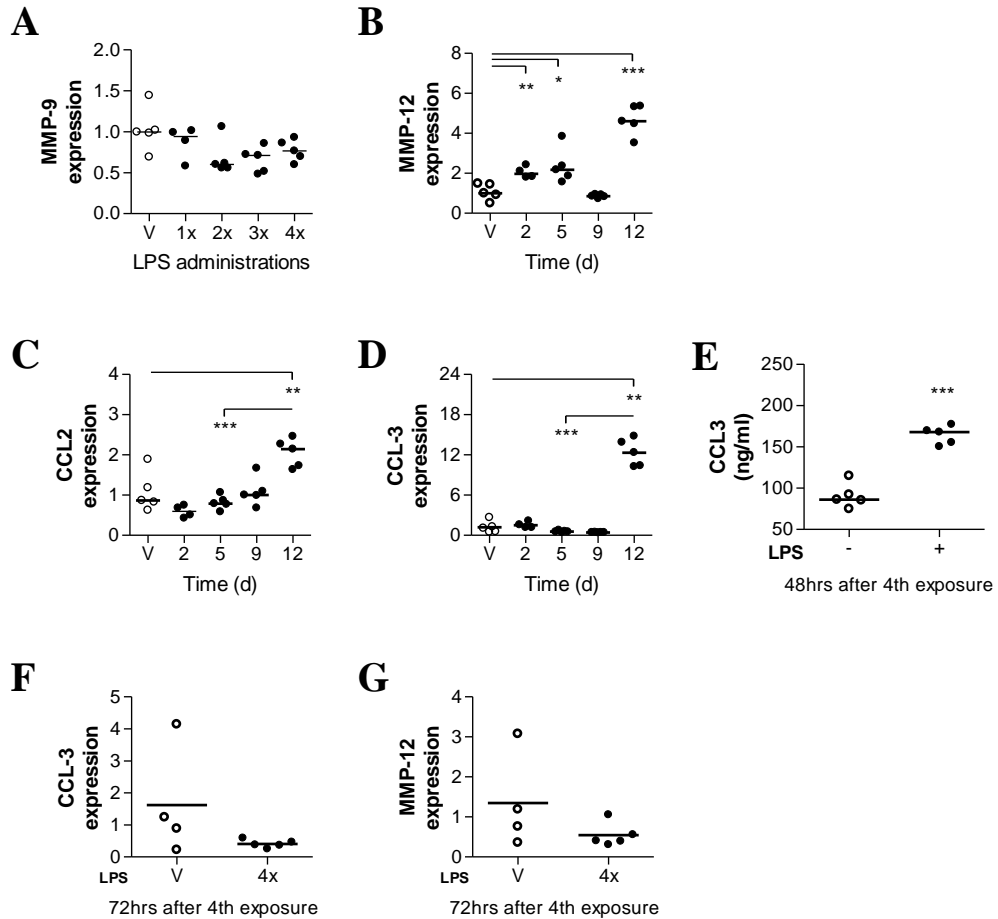 A
MMP-9
expression
2.0
1.5
1.0
0.5
0.0
V 1x 2x 3x 4x
LPS administrations
B
MMP-12
expression
8
6
4
2
0
** * ***
V 2 5 9 12
Time (d)
C
CCL2
expression
4
3
2
1
0
**
***
V 2 5 9 12
Time (d)
D
CCL-3
expression
24
18
12
6
0
**
***
V 2 5 9 12
Time (d)
E
CCL3
(ng/ml)
250
200
150
100
50
***
LPS - +
48hrs after 4th exposure
F
CCL-3
expression
5
4
3
2
1
0
LPS V 4x
72hrs after 4th exposure
G
MMP-12
expression
4
3
2
1
0
LPS V 4x
72hrs after 4th exposure